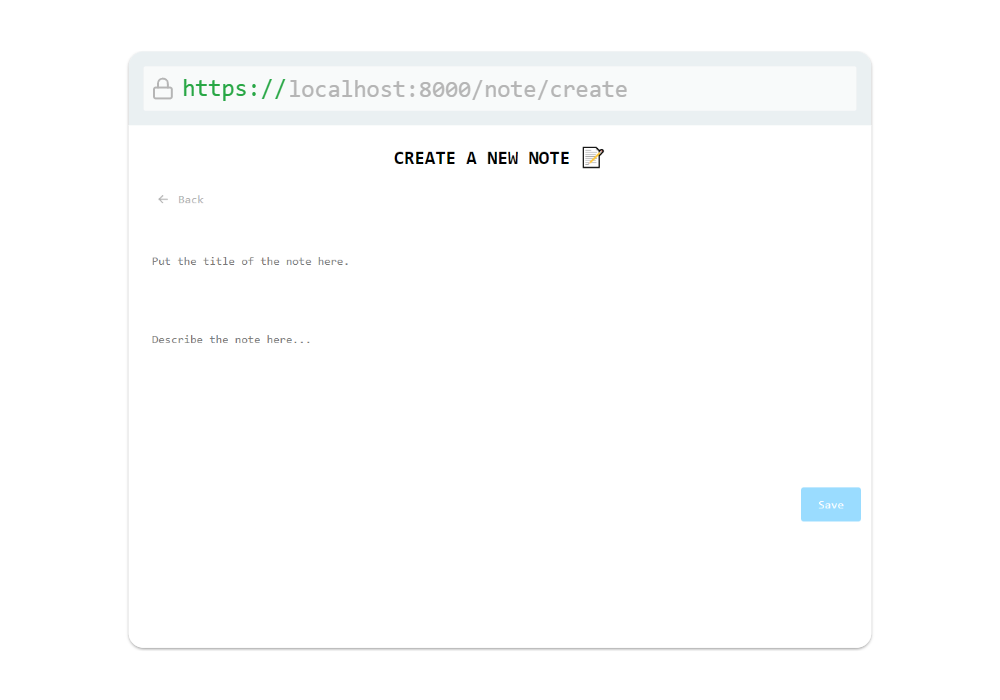 https://localhost:8000/note/create
CREATE A NEW NOTE 📝
← Back
Put the title of the note here.
Describe the note here...
Save